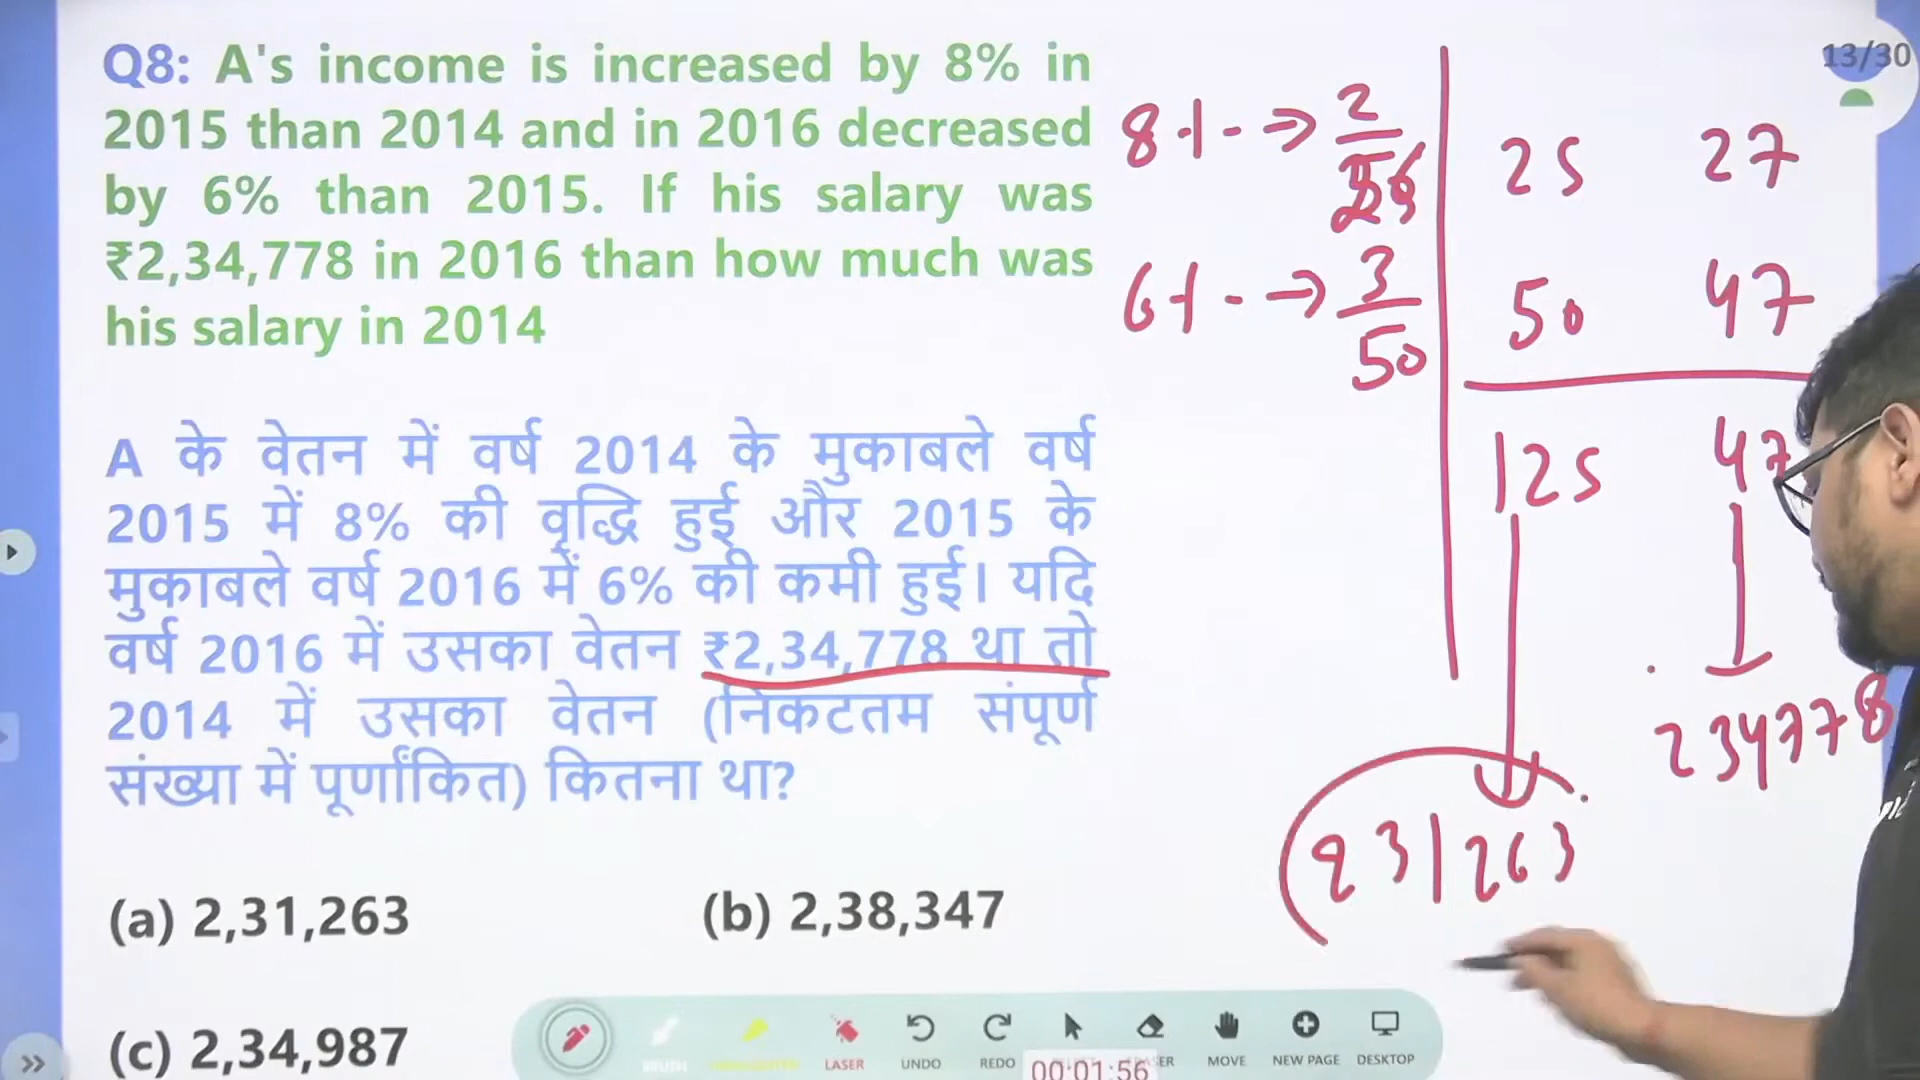 Q8: A's income is increased by 8% in
2015 than 2014 and in 2016 decreased
by 6% than 2015. If his salary was
₹2,34,778 in 2016 than how much was
his salary in 2014
A के वेतन में वर्ष 2014 के मुकाबले वर्ष
2015 में 8% की वृद्धि हुई और 2015 के
मुकाबले वर्ष 2016 में 6% की कमी हुई। यदि
वर्ष 2016 में उसका वेतन ₹2,34,778 था तो
2014 में उसका वेतन (निकटतम संपूर्ण
संख्या में पूर्णांकित) कितना था?
(a) 2,31,263
(b) 2,38,347
(c) 2,34,987
13/30
8% → 2/25
6% → 3/50
25 27
50 47
125
234778
231263
LASER UNDO REDO MOVE NEW PAGE DESKTOP
00:01:56